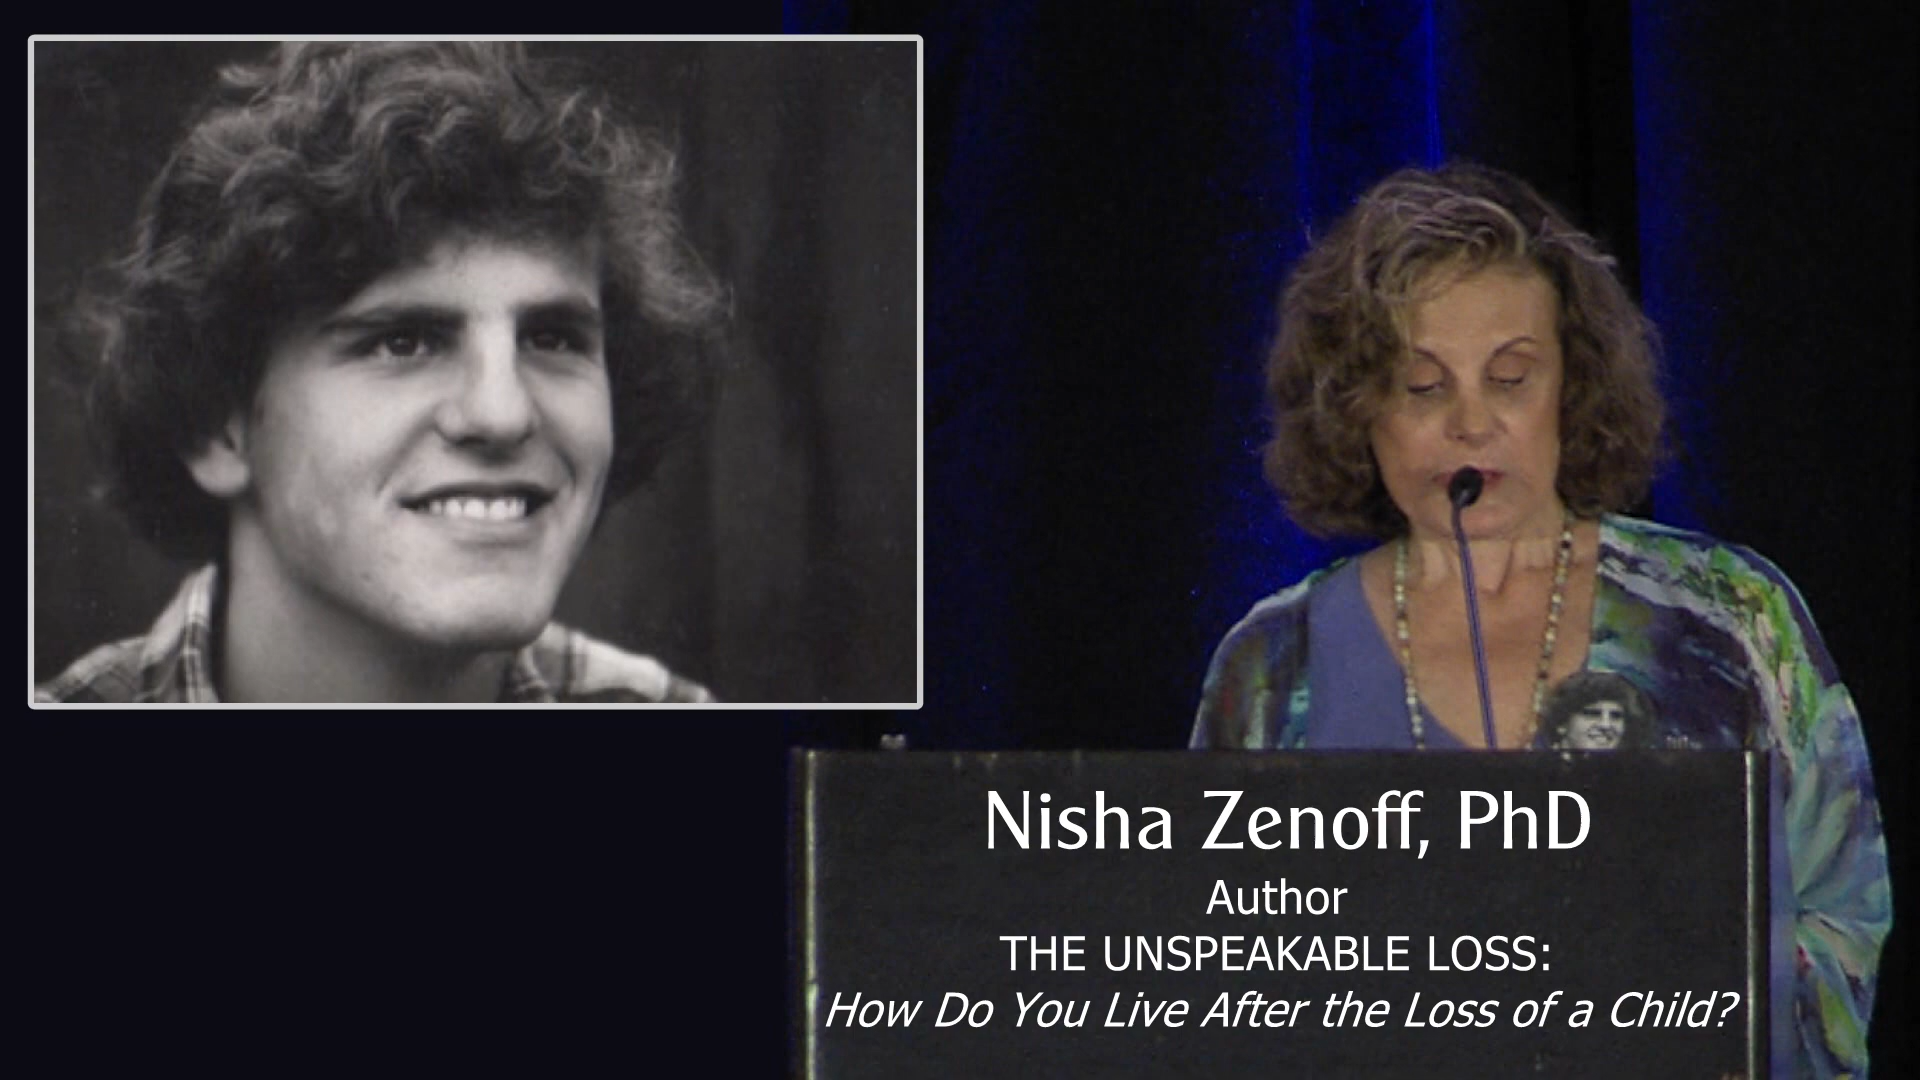 Nisha Zenoff, PhD
Author
THE UNSPEAKABLE LOSS:
How Do You Live After the Loss of a Child?